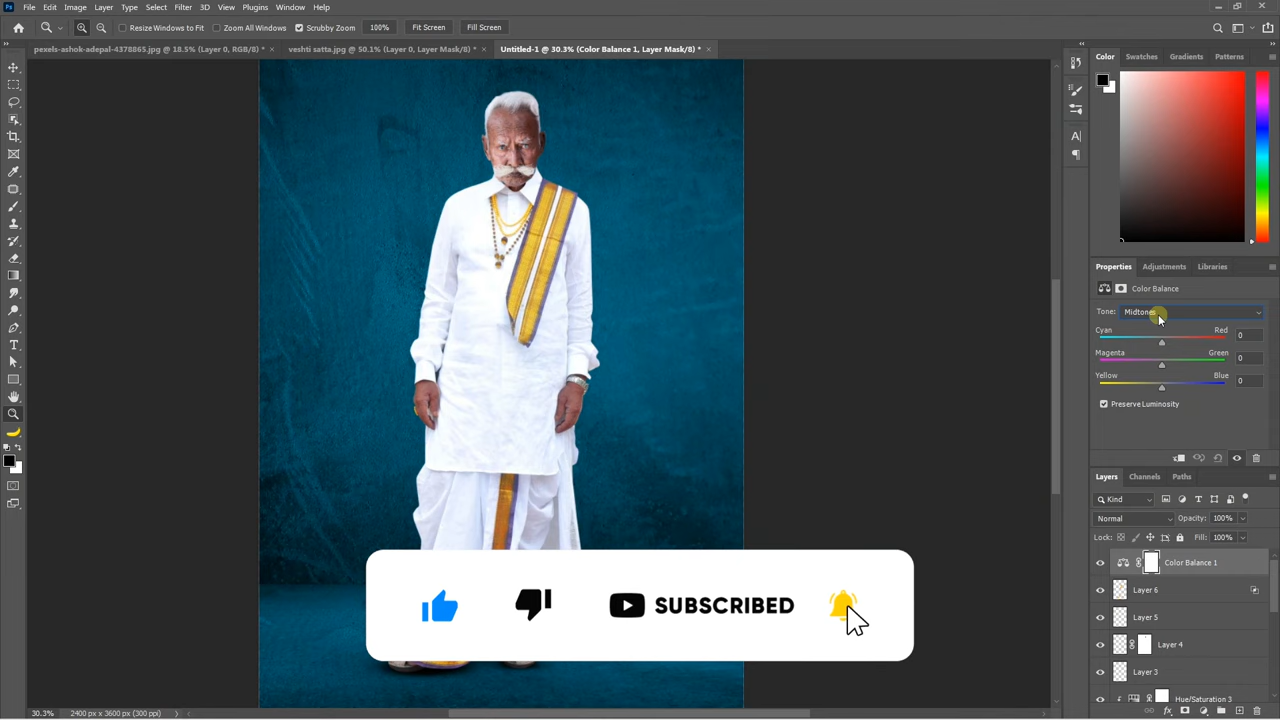 Ps File Edit Image Layer Type Select Filter 3D View Plugins Window Help
Resize Windows to Fit Zoom All Windows Scrubby Zoom 100% Fit Screen Fill Screen
pexels-ashok-adepal-4378865.jpg @ 18.5% (Layer 0, RGB/8) * × veshti satta.jpg @ 50.1% (Layer 0, Layer Mask/8) * × Untitled-1 @ 30.3% (Color Balance 1, Layer Mask/8) * ×
Color Swatches Gradients Patterns
Properties Adjustments Libraries
Color Balance
Tone: Midtones
Cyan Red 0
Magenta Green 0
Yellow Blue 0
Preserve Luminosity
Layers Channels Paths
Kind
Normal Opacity: 100%
Lock: Fill: 100%
Color Balance 1
Layer 6
Layer 5
Layer 4
Layer 3
Hue/Saturation 3
SUBSCRIBED
30.3% 2400 px x 3600 px (300 ppi)